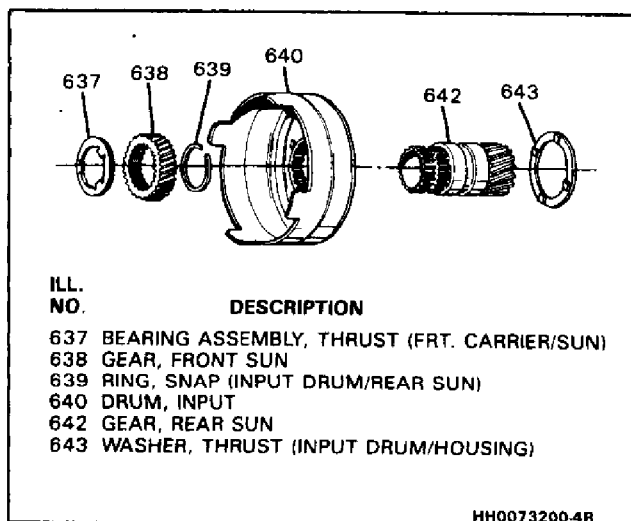 637
638
639
640
642
643
ILL.
NO. DESCRIPTION
637 BEARING ASSEMBLY, THRUST (FRT. CARRIER/SUN)
638 GEAR, FRONT SUN
639 RING, SNAP (INPUT DRUM/REAR SUN)
640 DRUM, INPUT
642 GEAR, REAR SUN
643 WASHER, THRUST (INPUT DRUM/HOUSING)
HH0073200-4R